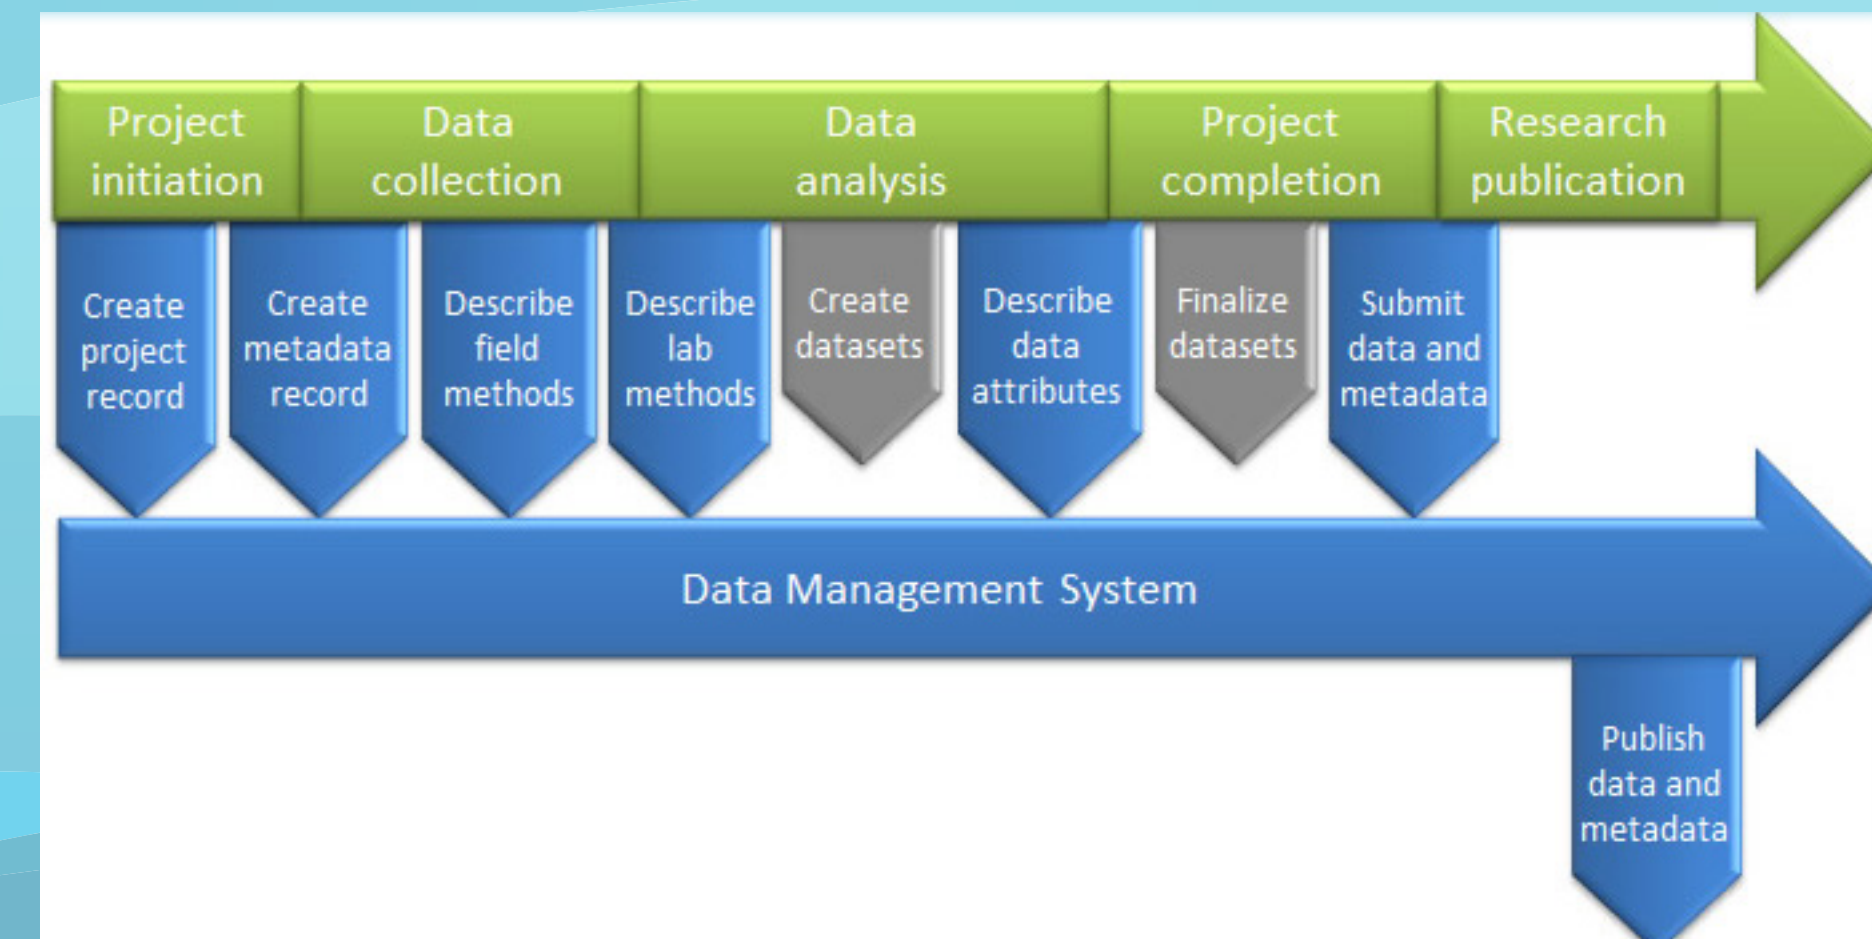 Project
initiation
Data
collection
Data
analysis
Project
completion
Research
publication
Create
project
record
Create
metadata
record
Describe
field
methods
Describe
lab
methods
Create
datasets
Describe
data
attributes
Finalize
datasets
Submit
data and
metadata
Data Management System
Publish
data and
metadata